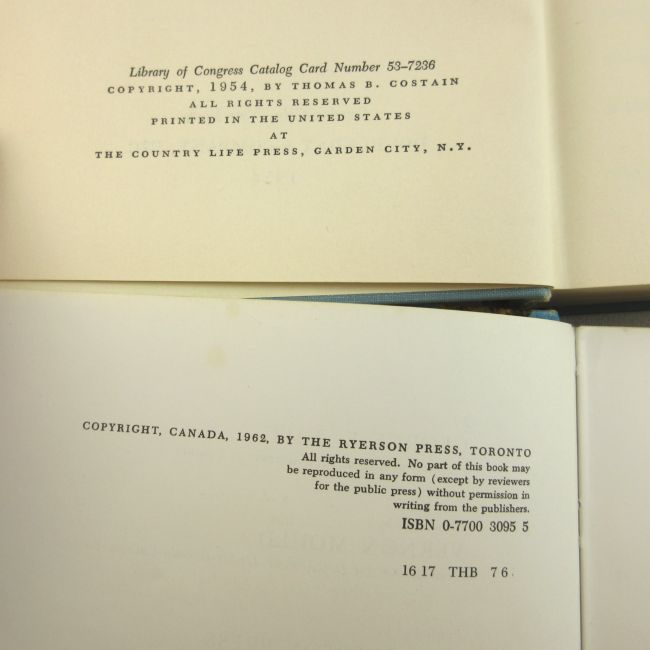 Library of Congress Catalog Card Number 53–7236
COPYRIGHT, 1954, BY THOMAS B. COSTAIN
ALL RIGHTS RESERVED
PRINTED IN THE UNITED STATES
AT
THE COUNTRY LIFE PRESS, GARDEN CITY, N.Y.
COPYRIGHT, CANADA, 1962, BY THE RYERSON PRESS, TORONTO
All rights reserved. No part of this book may
be reproduced in any form (except by reviewers
for the public press) without permission in
writing from the publishers.
ISBN 0-7700 3095 5
16 17 THB 7 6